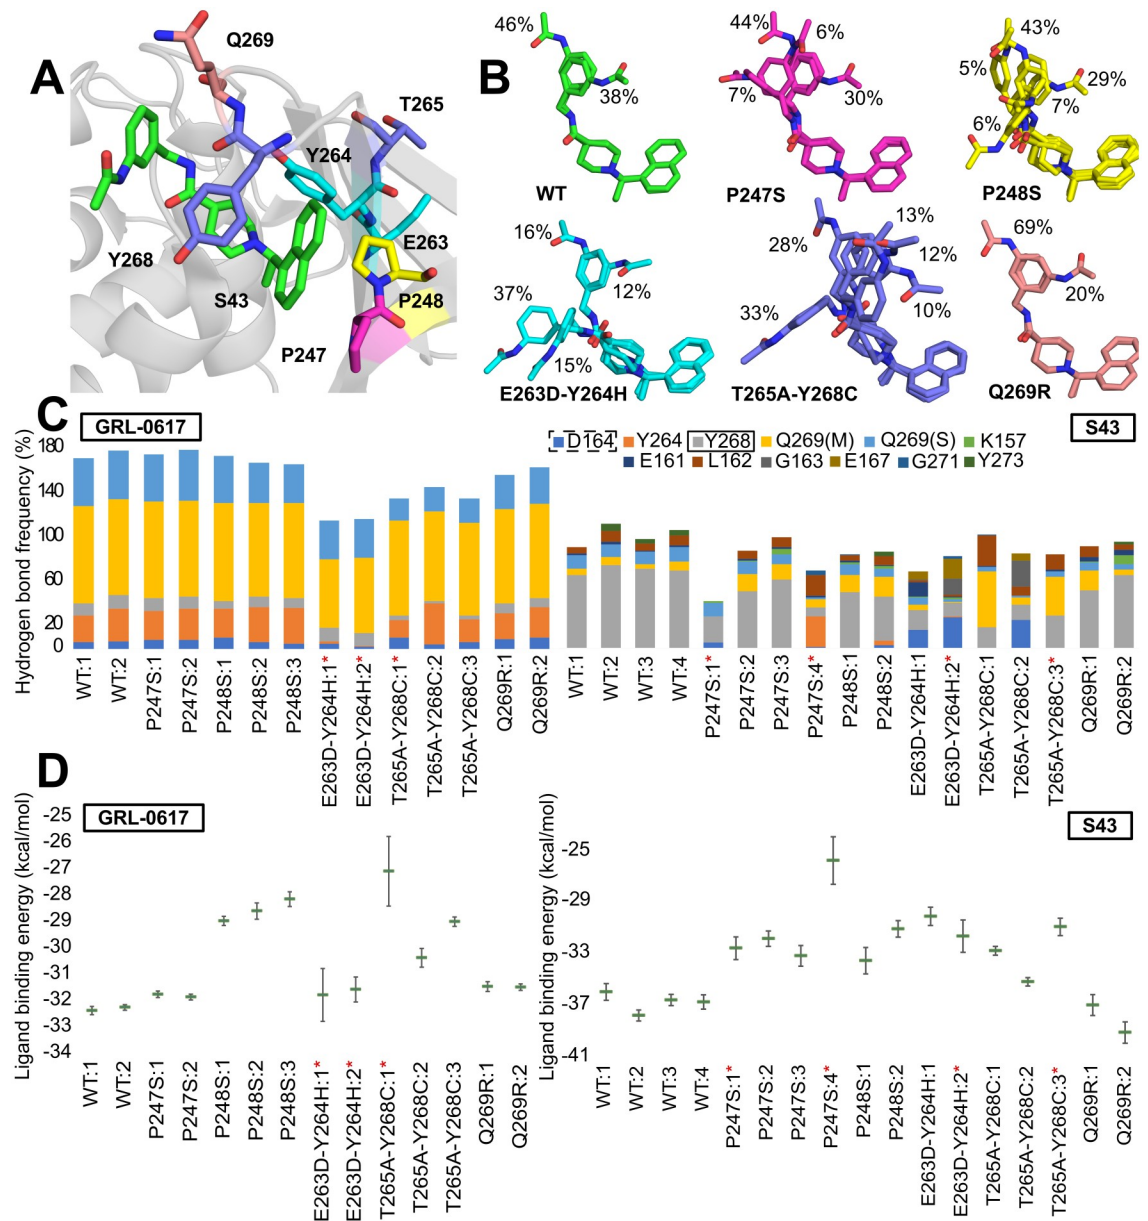 A
Q269
T265
Y264
E263
Y268
S43
P248
P247
B
46%
38%
WT
44%
6%
7%
30%
P247S
43%
5%
29%
7%
6%
P248S
16%
12%
37%
15%
E263D-Y264H
13%
28%
12%
10%
33%
T265A-Y268C
69%
20%
Q269R
C
GRL-0617
S43
D164 Y264 Y268 Q269(M) Q269(S) K157
E161 L162 G163 E167 G271 Y273
Hydrogen bond frequency (%)
180
140
100
60
20
0
WT:1
WT:2
P247S:1
P247S:2
P248S:1
P248S:2
P248S:3
E263D-Y264H:1*
E263D-Y264H:2*
T265A-Y268C:1*
T265A-Y268C:2
T265A-Y268C:3
Q269R:1
Q269R:2
WT:1
WT:2
WT:3
WT:4
P247S:1*
P247S:2
P247S:3
P247S:4*
P248S:1
P248S:2
E263D-Y264H:1
E263D-Y264H:2*
T265A-Y268C:1
T265A-Y268C:2
T265A-Y268C:3*
Q269R:1
Q269R:2
D
GRL-0617
Ligand binding energy (kcal/mol)
-25
-26
-27
-28
-29
-30
-31
-32
-33
-34
WT:1
WT:2
P247S:1
P247S:2
P248S:1
P248S:2
P248S:3
E263D-Y264H:1*
E263D-Y264H:2*
T265A-Y268C:1*
T265A-Y268C:2
T265A-Y268C:3
Q269R:1
Q269R:2
S43
Ligand binding energy (kcal/mol)
-25
-29
-33
-37
-41
WT:1
WT:2
WT:3
WT:4
P247S:1*
P247S:2
P247S:3
P247S:4*
P248S:1
P248S:2
E263D-Y264H:1
E263D-Y264H:2*
T265A-Y268C:1
T265A-Y268C:2
T265A-Y268C:3*
Q269R:1
Q269R:2